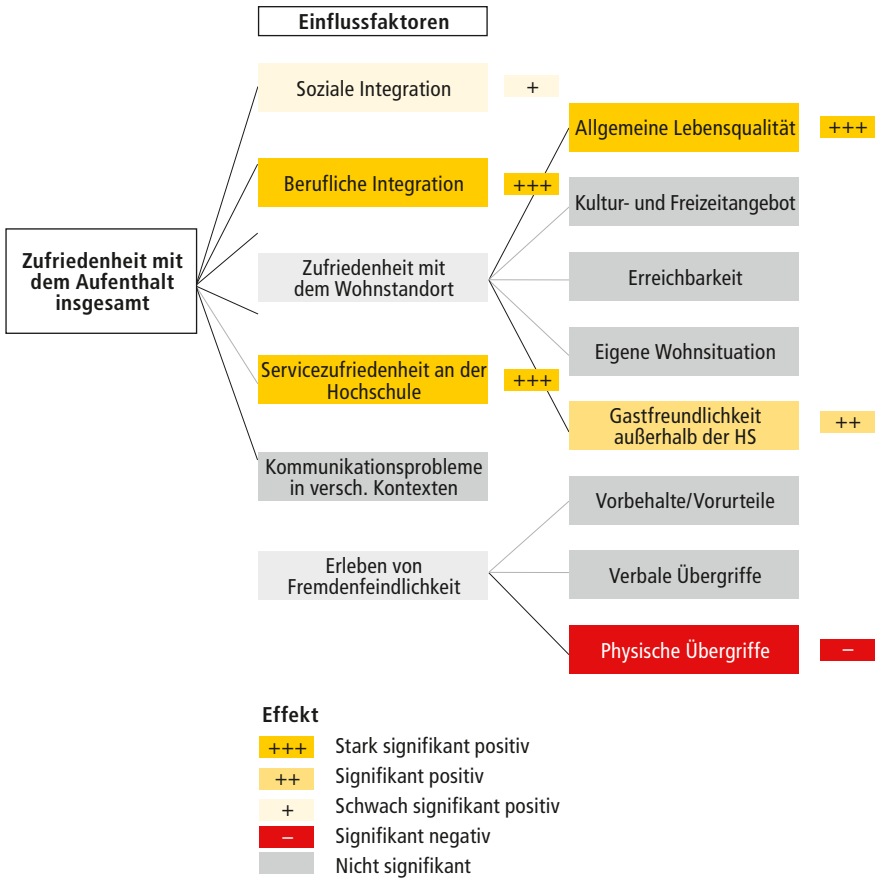 Einflussfaktoren
Zufriedenheit mit
dem Aufenthalt
insgesamt
Soziale Integration
+
Berufliche Integration
+++
Zufriedenheit mit
dem Wohnstandort
Servicezufriedenheit an der
Hochschule
+++
Kommunikationsprobleme
in versch. Kontexten
Erleben von
Fremdenfeindlichkeit
Allgemeine Lebensqualität
+++
Kultur- und Freizeitangebot
Erreichbarkeit
Eigene Wohnsituation
Gastfreundlichkeit
außerhalb der HS
++
Vorbehalte/Vorurteile
Verbale Übergriffe
Physische Übergriffe
–
Effekt
+++ Stark signifikant positiv
++ Signifikant positiv
+ Schwach signifikant positiv
– Signifikant negativ
Nicht signifikant